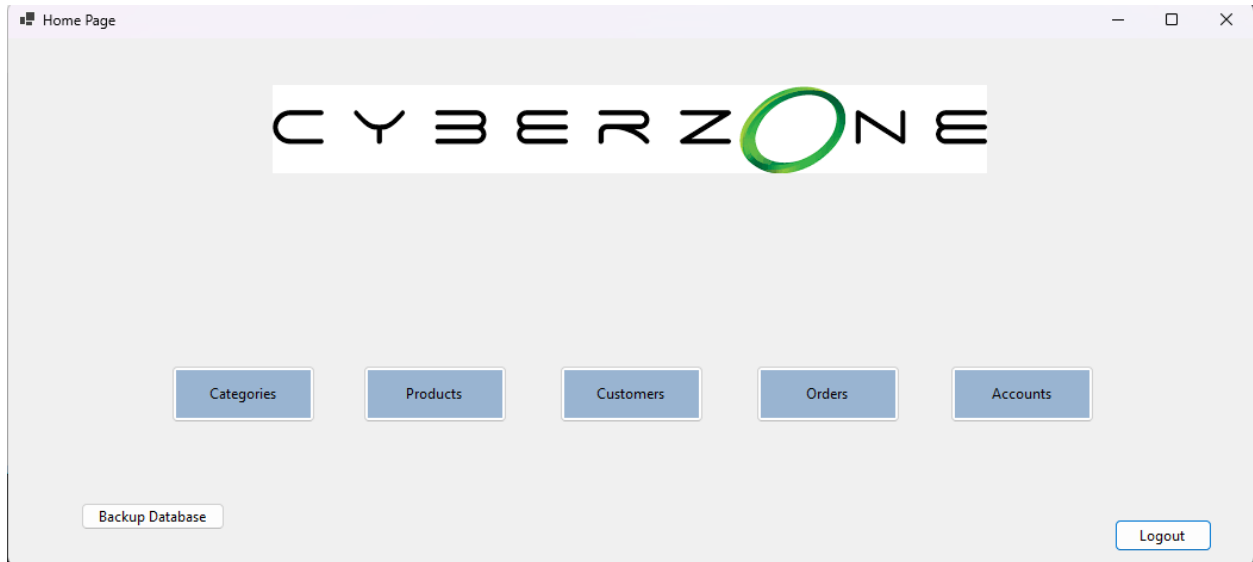 Home Page
CYBERZONE
Categories
Products
Customers
Orders
Accounts
Backup Database
Logout